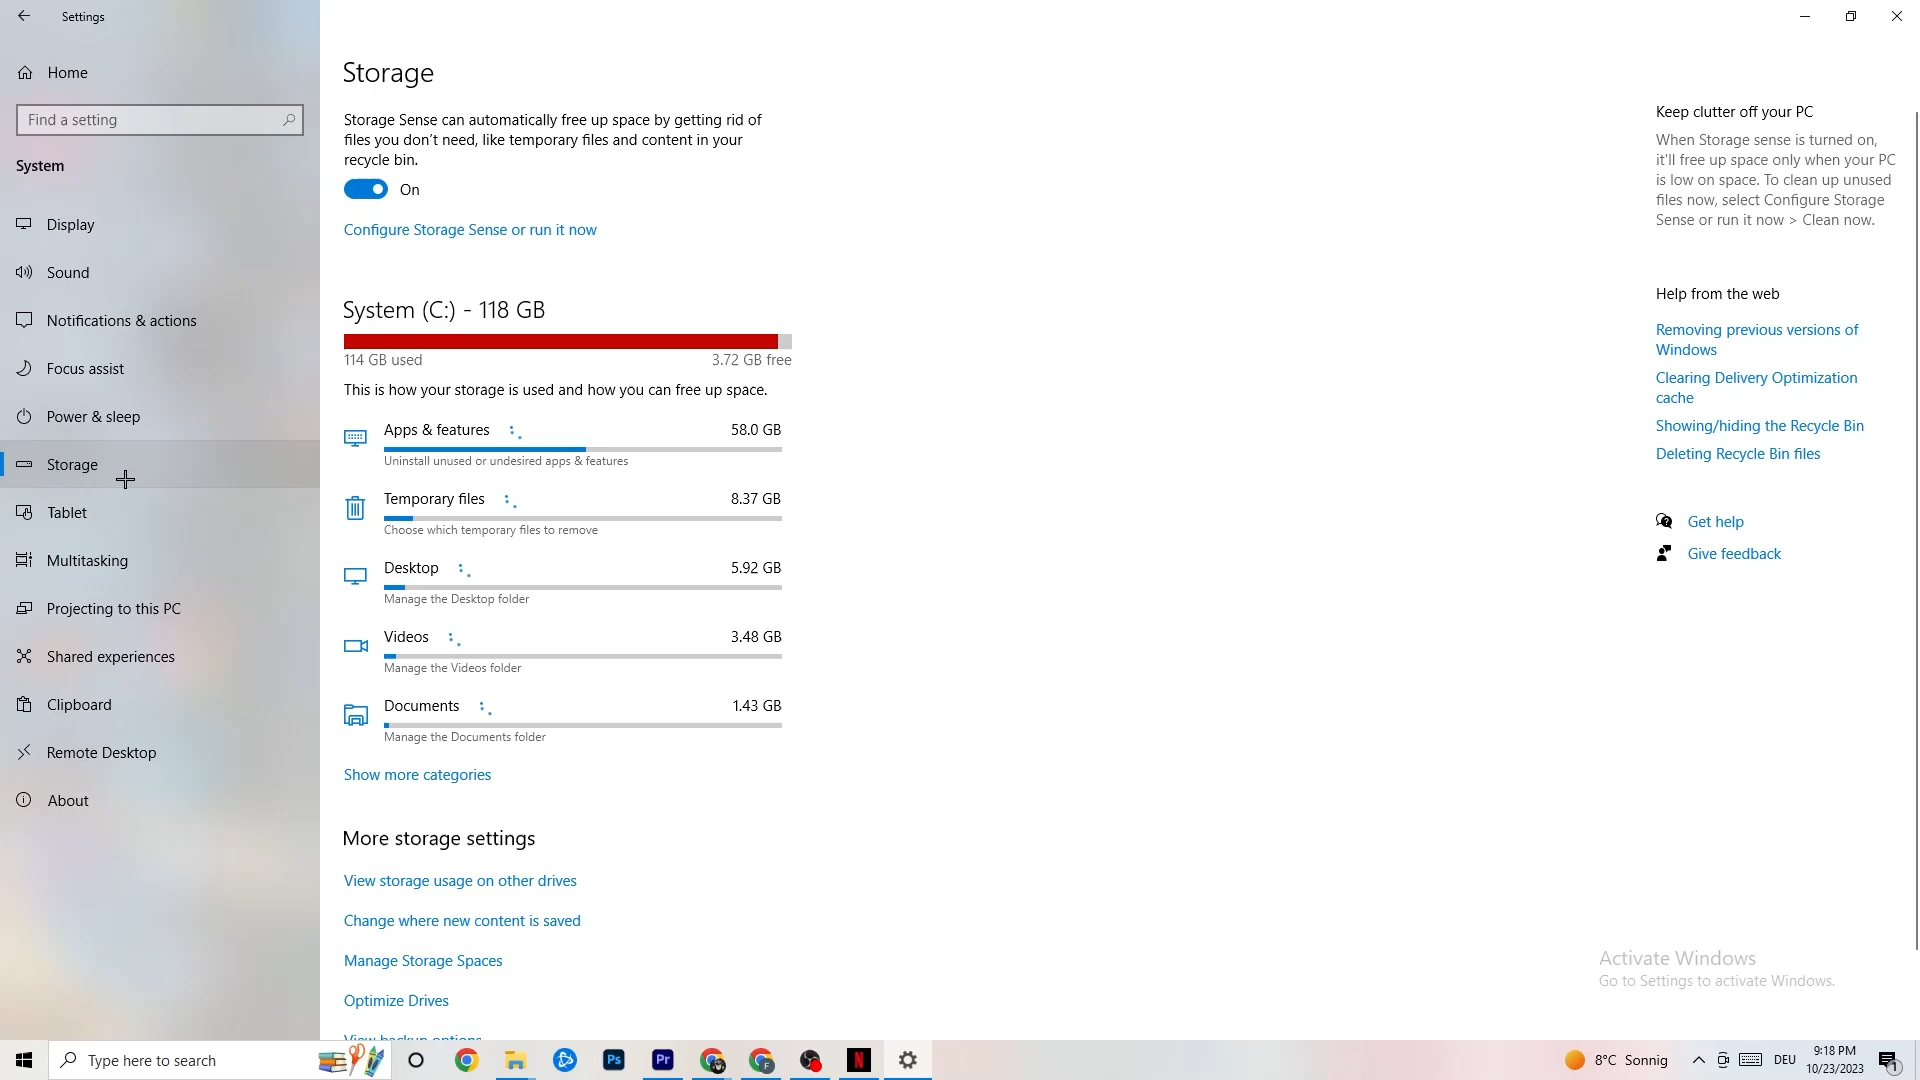 Settings
Home
Find a setting
System
Display
Sound
Notifications & actions
Focus assist
Power & sleep
Storage
Tablet
Multitasking
Projecting to this PC
Shared experiences
Clipboard
Remote Desktop
About
Storage
Storage Sense can automatically free up space by getting rid of
files you don't need, like temporary files and content in your
recycle bin.
On
Configure Storage Sense or run it now
System (C:) - 118 GB
114 GB used
3.72 GB free
This is how your storage is used and how you can free up space.
Apps & features
58.0 GB
Uninstall unused or undesired apps & features
Temporary files
8.37 GB
Choose which temporary files to remove
Desktop
5.92 GB
Manage the Desktop folder
Videos
3.48 GB
Manage the Videos folder
Documents
1.43 GB
Manage the Documents folder
Show more categories
More storage settings
View storage usage on other drives
Change where new content is saved
Manage Storage Spaces
Optimize Drives
View backup options
Keep clutter off your PC
When Storage sense is turned on,
it'll free up space only when your PC
is low on space. To clean up unused
files now, select Configure Storage
Sense or run it now > Clean now.
Help from the web
Removing previous versions of
Windows
Clearing Delivery Optimization
cache
Showing/hiding the Recycle Bin
Deleting Recycle Bin files
Get help
Give feedback
Activate Windows
Go to Settings to activate Windows.
Type here to search
Ps
Pr
F
N
8°C Sonnig
DEU
9:18 PM
10/23/2023
1